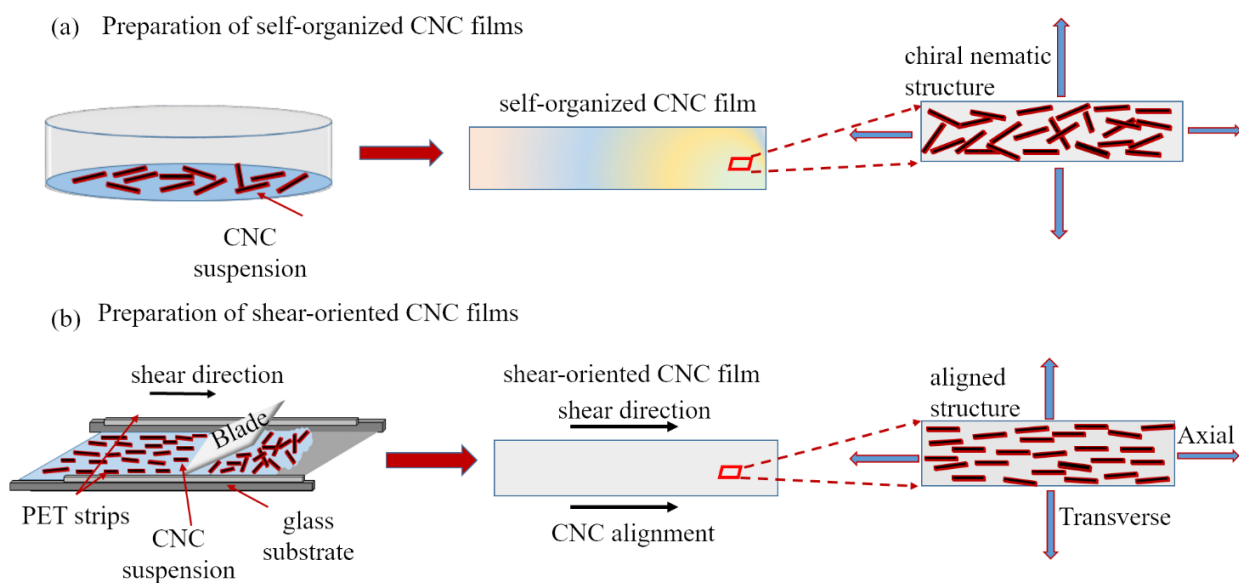 (a) Preparation of self-organized CNC films
chiral nematic
structure
self-organized CNC film
CNC
suspension
(b) Preparation of shear-oriented CNC films
shear direction
Blade
PET strips
CNC
suspension
glass
substrate
shear-oriented CNC film
shear direction
CNC alignment
aligned
structure
Axial
Transverse